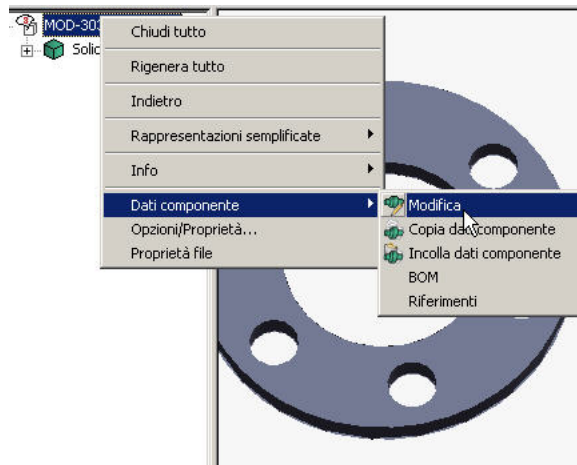 MOD-303
Solid
Chiudi tutto
Rigenera tutto
Indietro
Rappresentazioni semplificate
Info
Dati componente
Opzioni/Proprietà...
Proprietà file
Modifica
Copia dati componente
Incolla dati componente
BOM
Riferimenti